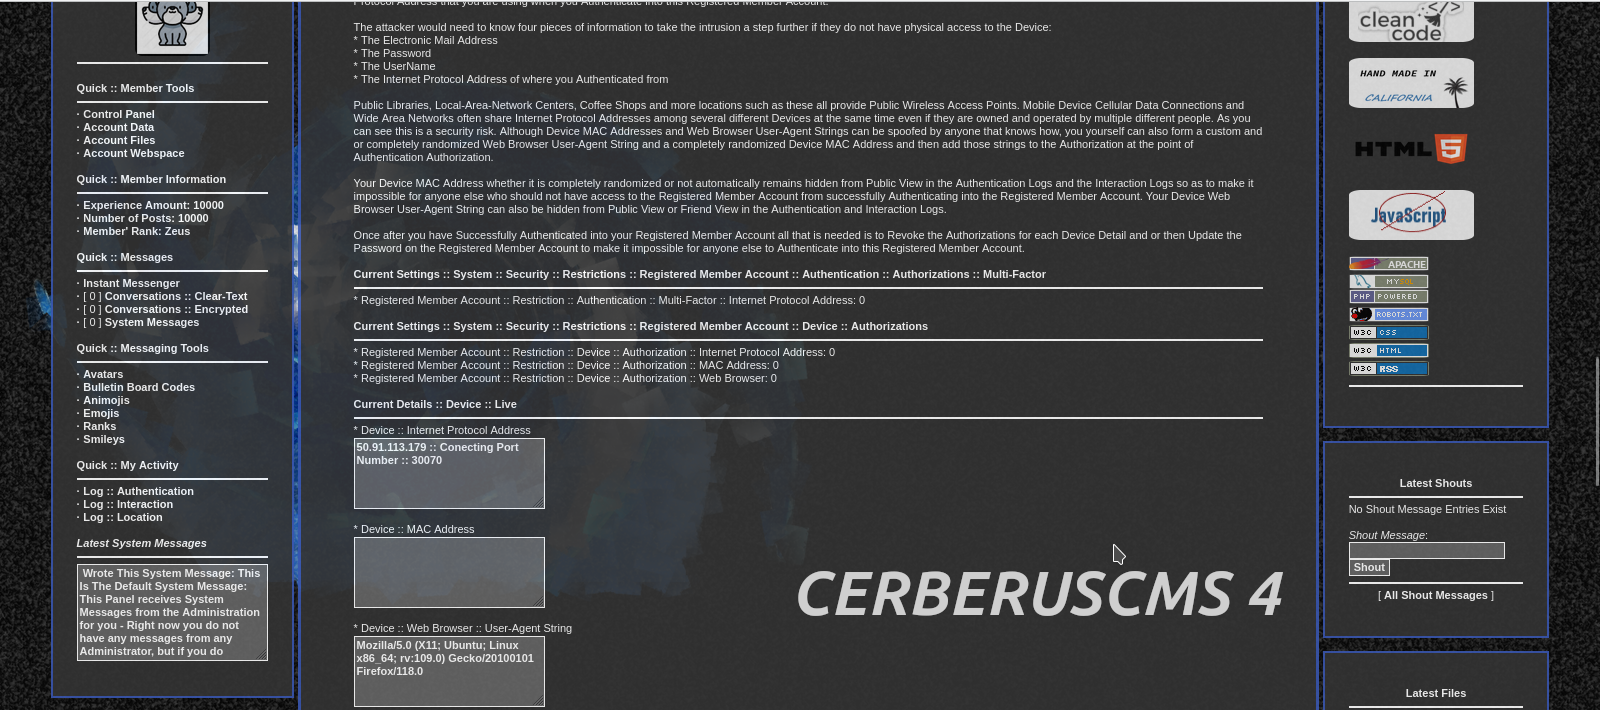 Quick :: Member Tools
· Control Panel
· Account Data
· Account Files
· Account Webspace
Quick :: Member Information
· Experience Amount: 10000
· Number of Posts: 10000
· Member' Rank: Zeus
Quick :: Messages
· Instant Messenger
· [ 0 ] Conversations :: Clear-Text
· [ 0 ] Conversations :: Encrypted
· [ 0 ] System Messages
Quick :: Messaging Tools
· Avatars
· Bulletin Board Codes
· Animojis
· Emojis
· Ranks
· Smileys
Quick :: My Activity
· Log :: Authentication
· Log :: Interaction
· Log :: Location
Latest System Messages
Wrote This System Message: This
Is The Default System Message:
This Panel receives System
Messages from the Administration
for you - Right now you do not
have any messages from any
Administrator, but if you do
Protocol Address that you are using when you Authenticate into this Registered Member Account.
The attacker would need to know four pieces of information to take the intrusion a step further if they do not have physical access to the Device:
* The Electronic Mail Address
* The Password
* The UserName
* The Internet Protocol Address of where you Authenticated from
Public Libraries, Local-Area-Network Centers, Coffee Shops and more locations such as these all provide Public Wireless Access Points. Mobile Device Cellular Data Connections and
Wide Area Networks often share Internet Protocol Addresses among several different Devices at the same time even if they are owned and operated by multiple different people. As you
can see this is a security risk. Although Device MAC Addresses and Web Browser User-Agent Strings can be spoofed by anyone that knows how, you yourself can also form a custom and
or completely randomized Web Browser User-Agent String and a completely randomized Device MAC Address and then add those strings to the Authorization at the point of
Authentication Authorization.
Your Device MAC Address whether it is completely randomized or not automatically remains hidden from Public View in the Authentication Logs and the Interaction Logs so as to make it
impossible for anyone else who should not have access to the Registered Member Account from successfully Authenticating into the Registered Member Account. Your Device Web
Browser User-Agent String can also be hidden from Public View or Friend View in the Authentication and Interaction Logs.
Once after you have Successfully Authenticated into your Registered Member Account all that is needed is to Revoke the Authorizations for each Device Detail and or then Update the
Password on the Registered Member Account to make it impossible for anyone else to Authenticate into this Registered Member Account.
Current Settings :: System :: Security :: Restrictions :: Registered Member Account :: Authentication :: Authorizations :: Multi-Factor
* Registered Member Account :: Restriction :: Authentication :: Multi-Factor :: Internet Protocol Address: 0
Current Settings :: System :: Security :: Restrictions :: Registered Member Account :: Device :: Authorizations
* Registered Member Account :: Restriction :: Device :: Authorization :: Internet Protocol Address: 0
* Registered Member Account :: Restriction :: Device :: Authorization :: MAC Address: 0
* Registered Member Account :: Restriction :: Device :: Authorization :: Web Browser: 0
Current Details :: Device :: Live
* Device :: Internet Protocol Address
50.91.113.179 :: Conecting Port
Number :: 30070
* Device :: MAC Address
* Device :: Web Browser :: User-Agent String
Mozilla/5.0 (X11; Ubuntu; Linux
x86_64; rv:109.0) Gecko/20100101
Firefox/118.0
CERBERUSCMS 4
</>
clean
code
HAND MADE IN
CALIFORNIA
HTML 5
JavaScript
APACHE
MYSQL
PHP POWERED
ROBOTS.TXT
W3C CSS
W3C HTML
W3C RSS
Latest Shouts
No Shout Message Entries Exist
Shout Message:
Shout
[ All Shout Messages ]
Latest Files